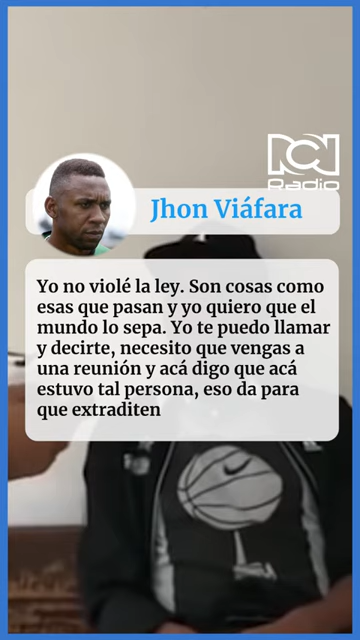 RCN
Radio
Jhon Viáfara
Yo no violé la ley. Son cosas como
esas que pasan y yo quiero que el
mundo lo sepa. Yo te puedo llamar
y decirte, necesito que vengas a
una reunión y acá digo que acá
estuvo tal persona, eso da para
que extraditen